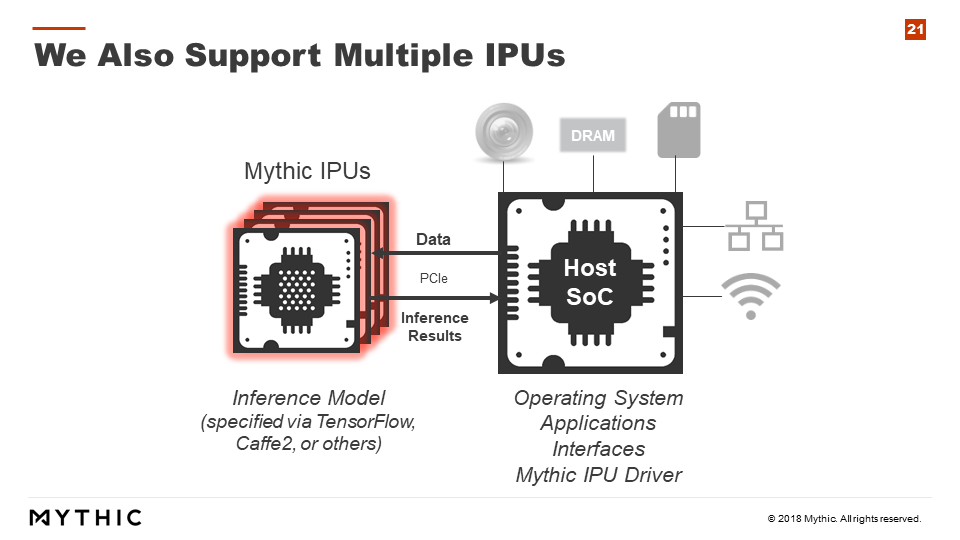 21
We Also Support Multiple IPUs
DRAM
Mythic IPUs
Data
PCIe
Inference
Results
Host
SoC
Inference Model
(specified via TensorFlow,
Caffe2, or others)
Operating System
Applications
Interfaces
Mythic IPU Driver
MYTHIC
© 2018 Mythic. All rights reserved.